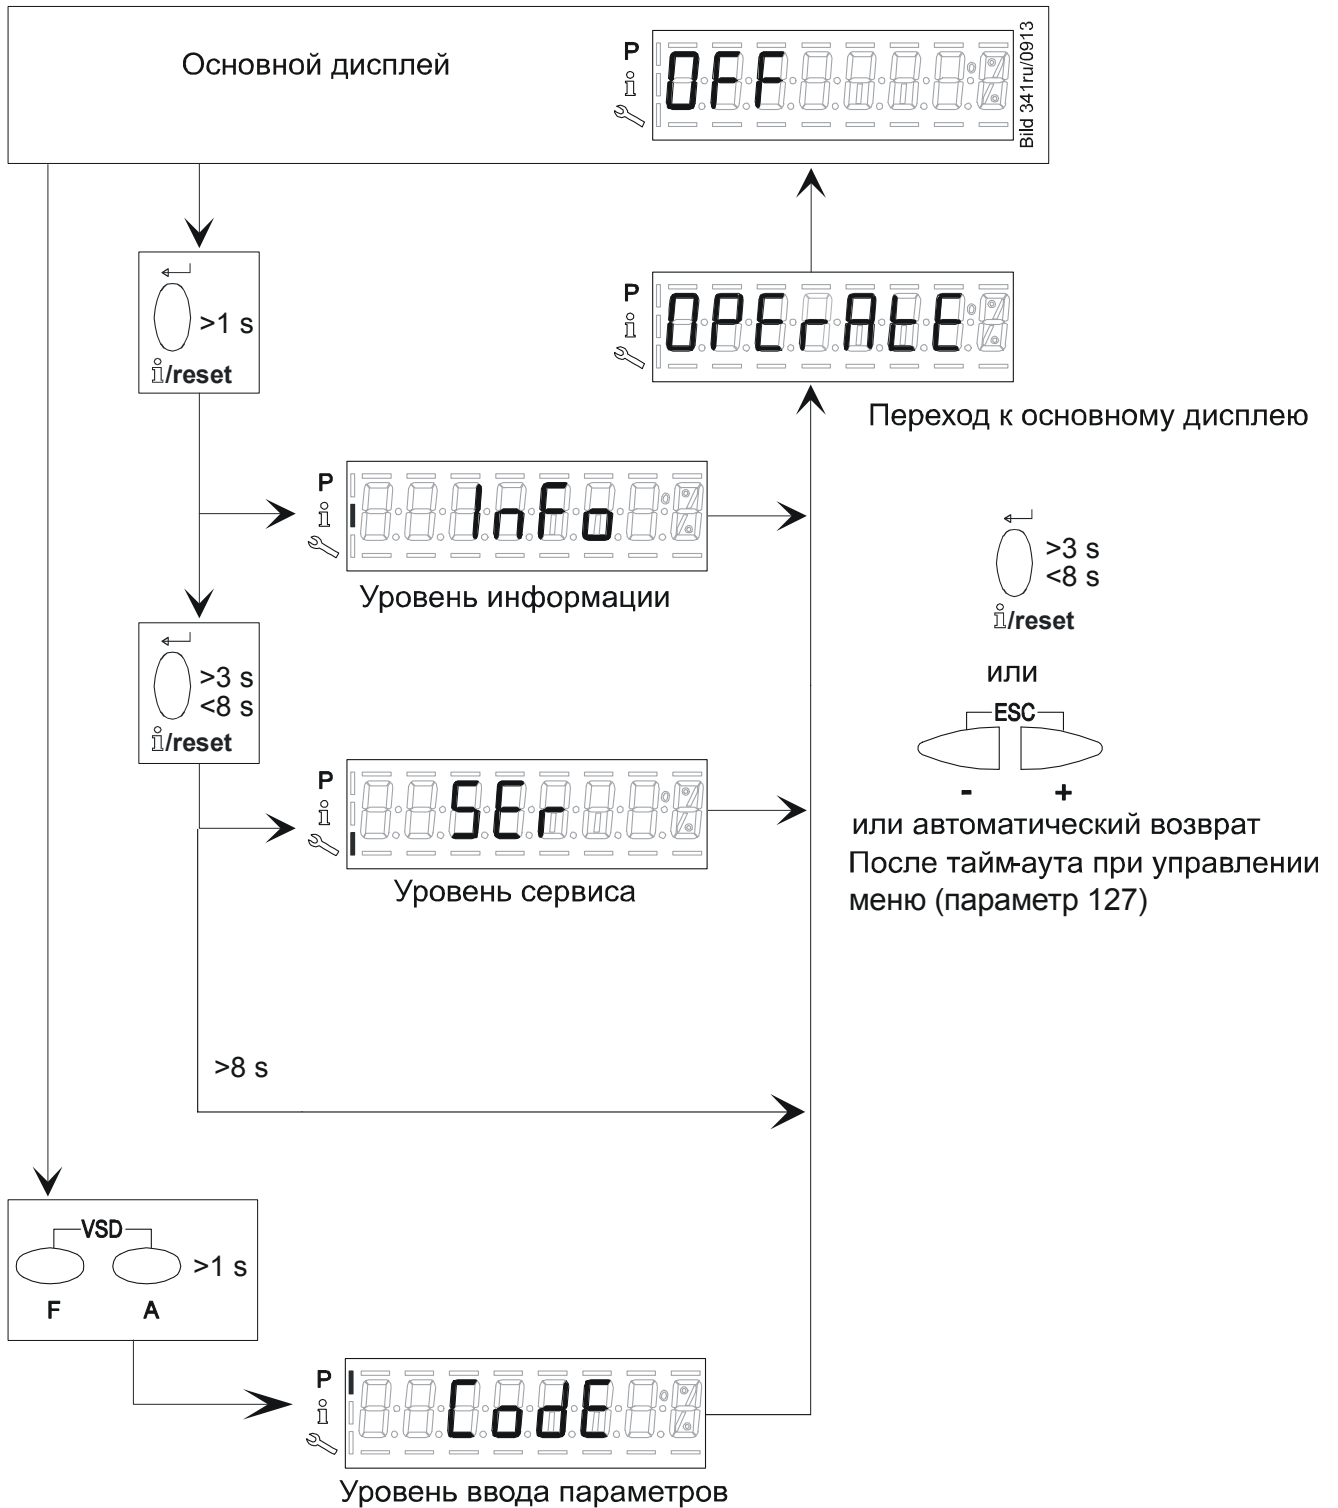 Основной дисплей
P
OFF
i
Bild 341ru/0913
>1 s
i/reset
P
OPErAtE
i
Переход к основному дисплею
P
InFo
i
Уровень информации
>3 s
<8 s
i/reset
>3 s
<8 s
i/reset
или
ESC
- +
или автоматический возврат
После тайм-аута при управлении
меню (параметр 127)
P
SEr
i
Уровень сервиса
>8 s
VSD
>1 s
F A
P
CodE
i
Уровень ввода параметров